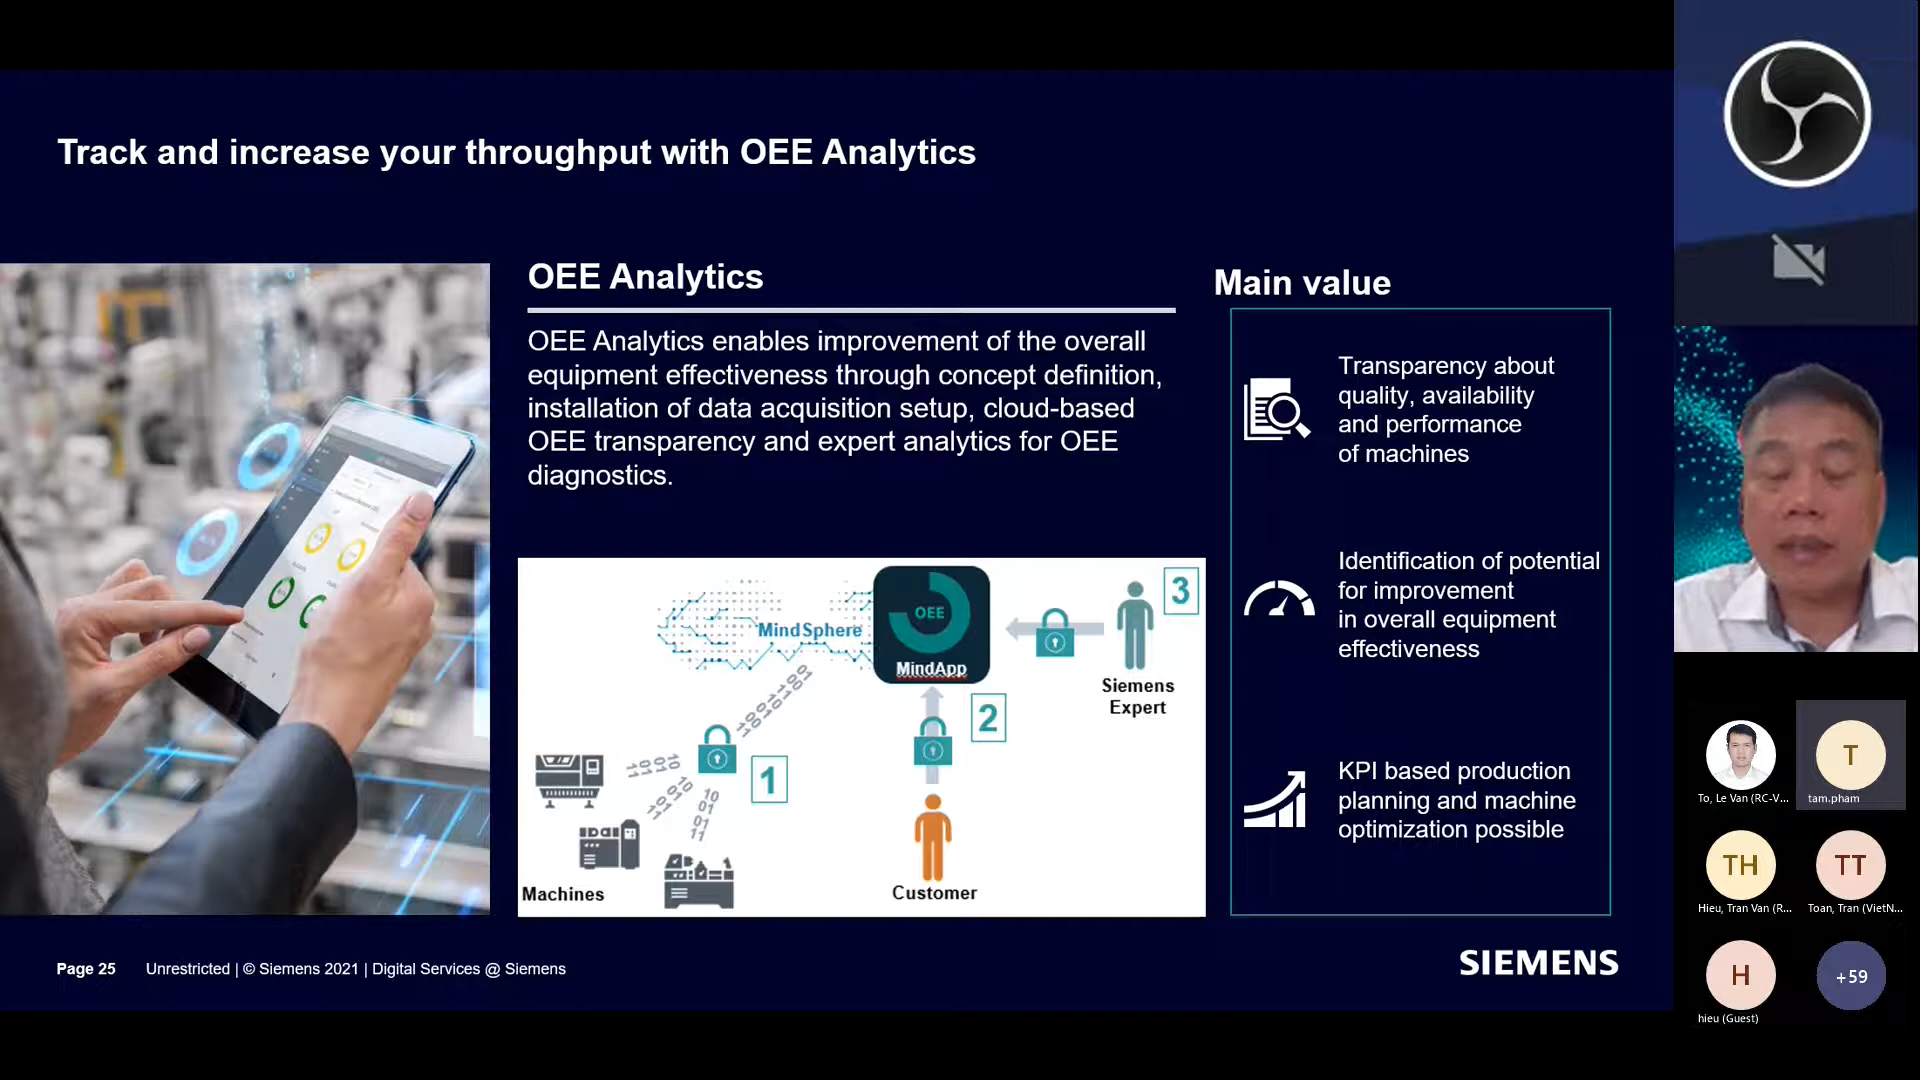 Track and increase your throughput with OEE Analytics
OEE Analytics
OEE Analytics enables improvement of the overall
equipment effectiveness through concept definition,
installation of data acquisition setup, cloud-based
OEE transparency and expert analytics for OEE
diagnostics.
MindSphere
OEE
MindApp
3
Siemens
Expert
2
1
Machines
Customer
Main value
Transparency about
quality, availability
and performance
of machines
Identification of potential
for improvement
in overall equipment
effectiveness
KPI based production
planning and machine
optimization possible
Page 25 Unrestricted | © Siemens 2021 | Digital Services @ Siemens
SIEMENS
To, Le Van (RC-V...
T
tam.pham
TH
Hieu, Tran Van (R...
TT
Toan, Tran (VietN...
H
hieu (Guest)
+59